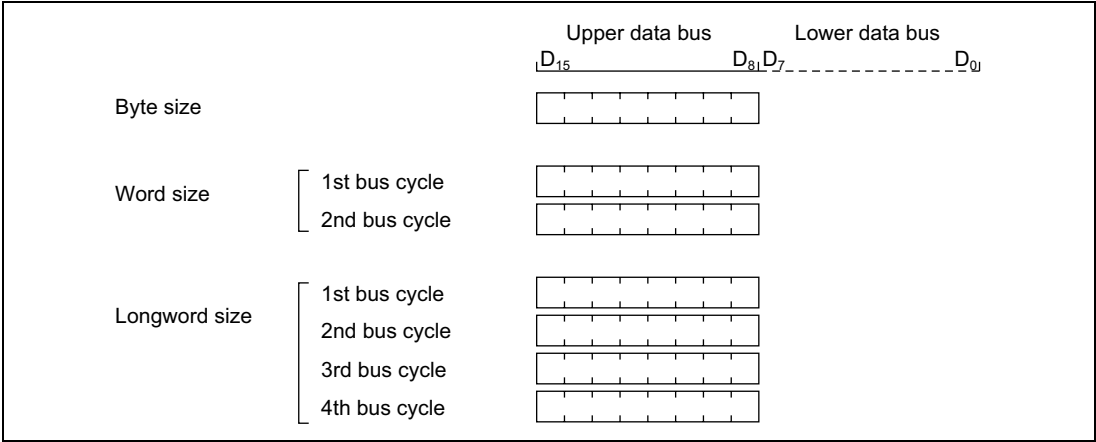 Upper data bus Lower data bus
D15 D8 D7 D0
Byte size
Word size
1st bus cycle
2nd bus cycle
Longword size
1st bus cycle
2nd bus cycle
3rd bus cycle
4th bus cycle